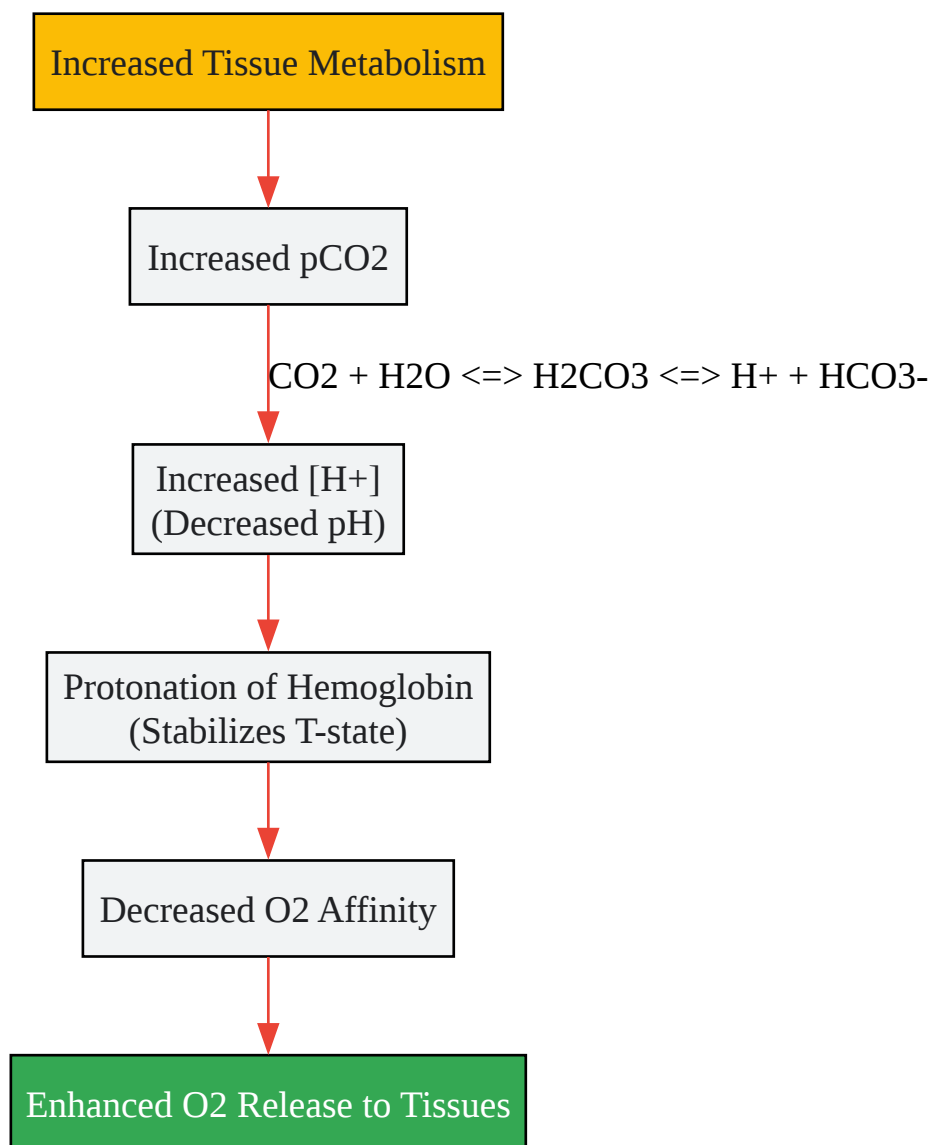 Increased Tissue Metabolism
Increased pCO2
CO2 + H2O <=> H2CO3 <=> H+ + HCO3-
Increased [H+]
(Decreased pH)
Protonation of Hemoglobin
(Stabilizes T-state)
Decreased O2 Affinity
Enhanced O2 Release to Tissues